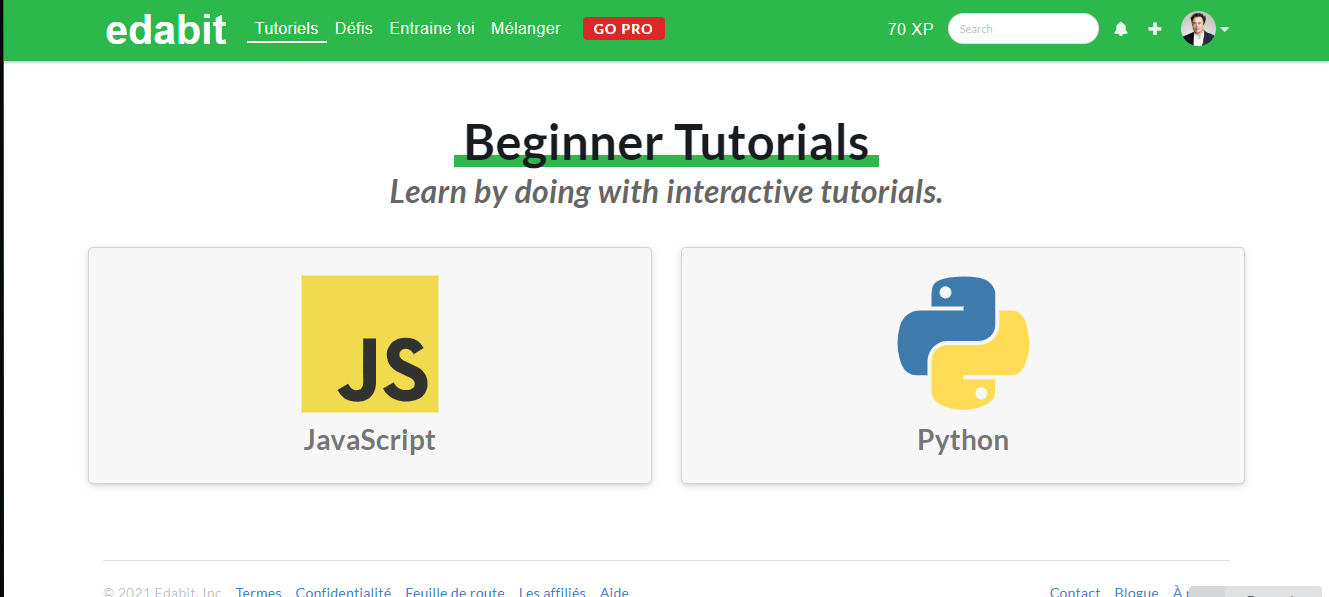 edabit Tutoriels Défis Entraine toi Mélanger GO PRO 70 XP Search
Beginner Tutorials
Learn by doing with interactive tutorials.
JS
JavaScript Python
© 2021 Edabit, Inc Termes Confidentialité Feuille de route Les affiliés Aide Contact Blogue À